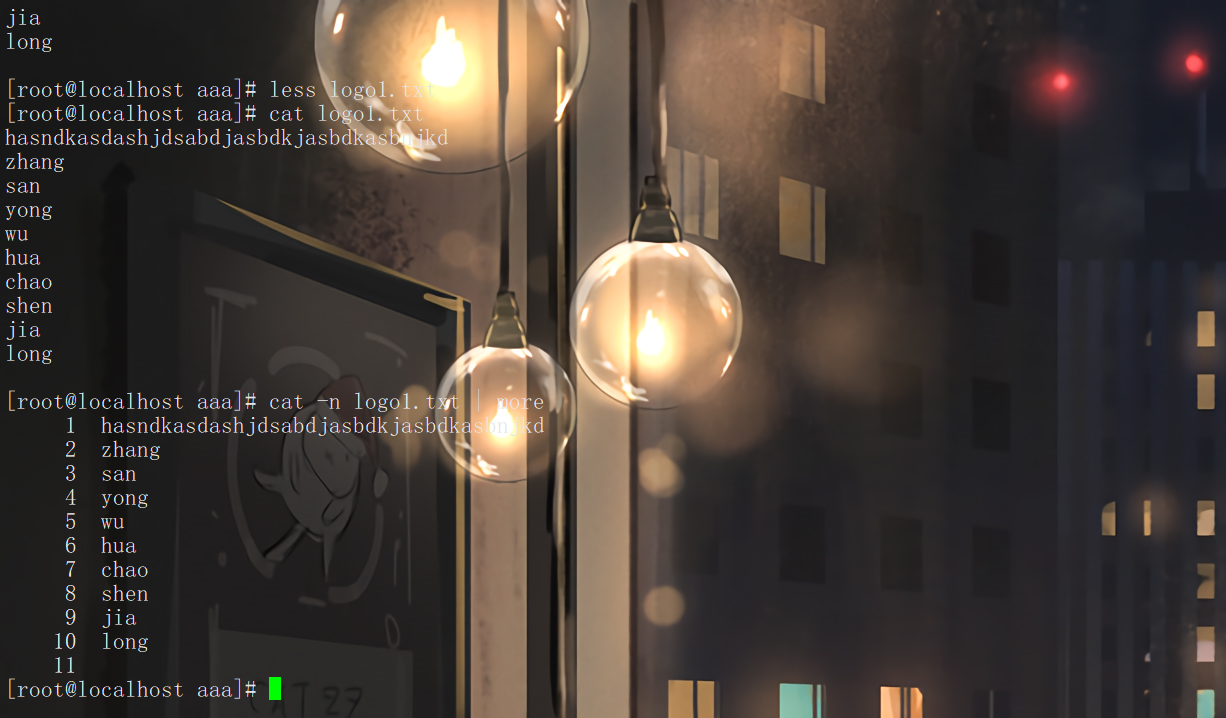 jia
long
[root@localhost aaa]# less logo1.txt
[root@localhost aaa]# cat logo1.txt
zhang
san
yong
wu
hua
chao
shen
jia
long
[root@localhost aaa]# cat -n logo1.txt | more
1
2 zhang
3 san
4 yong
5 wu
6 hua
7 chao
8 shen
9 jia
10 long
11
[root@localhost aaa]#